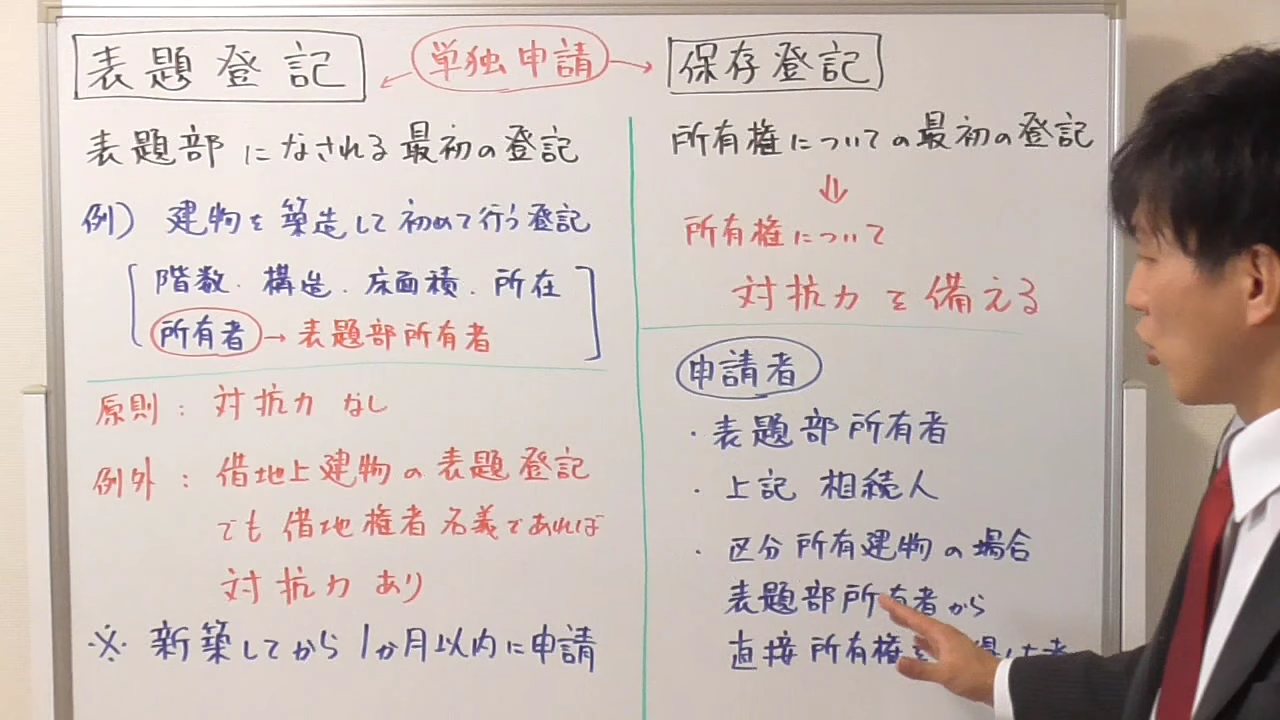 表題登記
単独申請
保存登記
表題部になされる最初の登記
例) 建物を築造して初めて行う登記
階数.構造.床面積.所在
所有者→表題部所有者
原則:対抗力なし
例外:借地上建物の表題登記
でも借地権者名義であれば
対抗力あり
※新築してから1か月以内に申請
所有権についての最初の登記
⇓
所有権について
対抗力を備える
申請者
・表題部所有者
・上記相続人
・区分所有建物の場合
表題部所有者から
直接所有権を